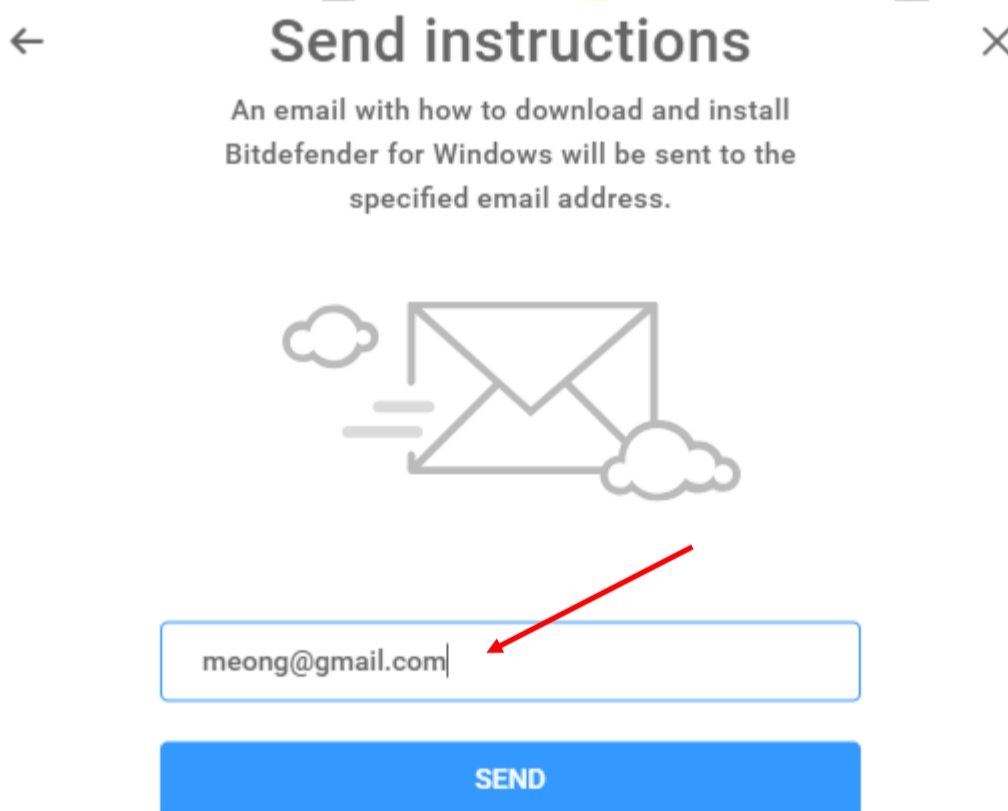 Send instructions
An email with how to download and install
Bitdefender for Windows will be sent to the
specified email address.
meong@gmail.com
SEND